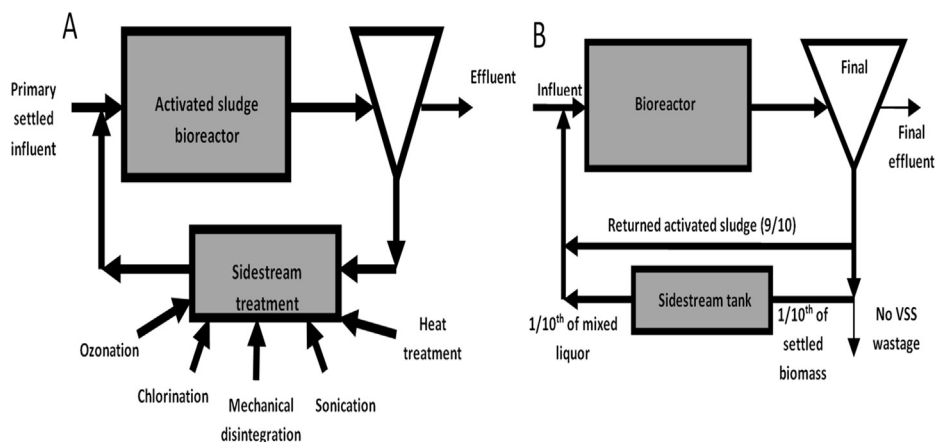 A
Primary
settled
influent
Activated sludge
bioreactor
Effluent
Sidestream
treatment
Ozonation
Chlorination
Mechanical
disintegration
Sonication
Heat
treatment
B
Influent
Bioreactor
Final
Final
effluent
Returned activated sludge (9/10)
Sidestream tank
1/10th of mixed
liquor
1/10th of
settled
biomass
No VSS
wastage